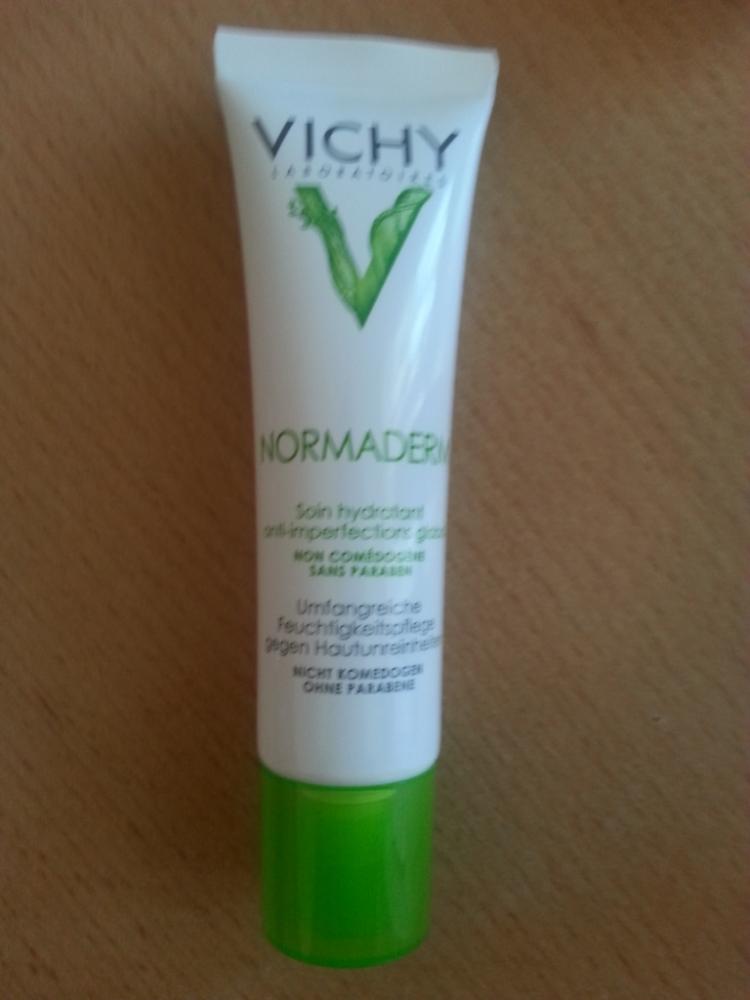 VICHY
LABORATOIRES
NORMADERM
Soin hydratant
anti-imperfections
NON COMÉDOGÈNE
SANS PARABEN
Umfangreiche
Feuchtigkeitspflege
gegen Hautunreinheiten
NICHT KOMEDOGEN
OHNE PARABENE